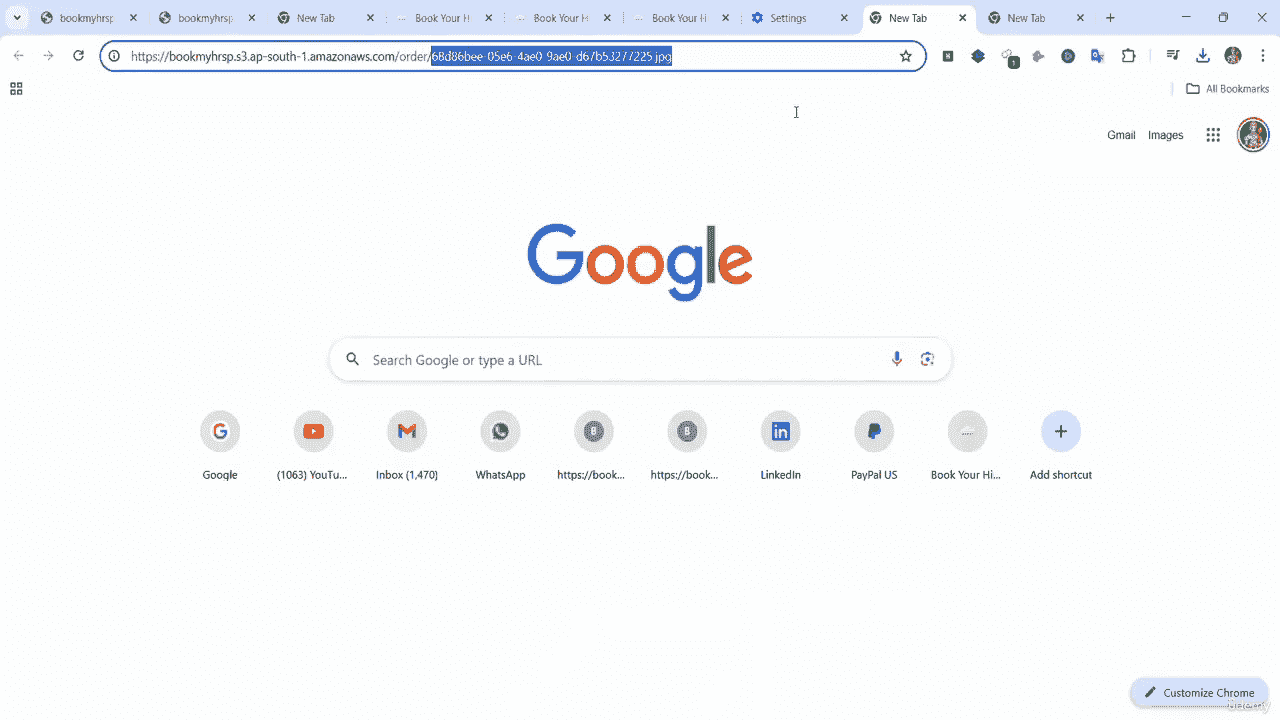 bookmyhrsp
bookmyhrsp
New Tab
Book Your H
Book Your H
Book Your H
Settings
New Tab
New Tab
https://bookmyhrsp.s3.ap-south-1.amazonaws.com/order/68d86bee-05e6-4ae0-9ae0-d67b53277225.jpg
1
All Bookmarks
Gmail
Images
Google
Search Google or type a URL
B
B
in
Google
(1063) YouTu...
Inbox (1,470)
WhatsApp
https://book...
https://book...
LinkedIn
PayPal US
Book Your Hi...
Add shortcut
Customize Chrome